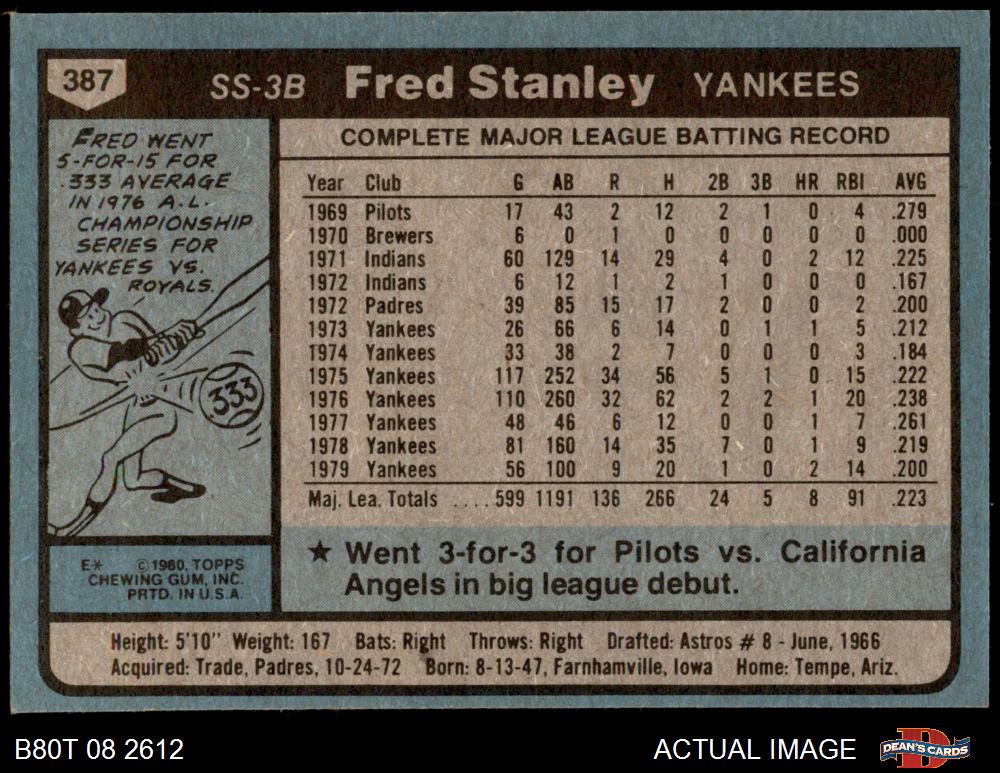 387 SS-3B Fred Stanley YANKEES
FRED WENT
5-FOR-15 FOR
.333 AVERAGE
IN 1976 A.L.
CHAMPIONSHIP
SERIES FOR
YANKEES VS.
ROYALS.
333
COMPLETE MAJOR LEAGUE BATTING RECORD
Year Club G AB R H 2B 3B HR RBI AVG
1969 Pilots 17 43 2 12 2 1 0 4 .279
1970 Brewers 6 0 1 0 0 0 0 0 .000
1971 Indians 60 129 14 29 4 0 2 12 .225
1972 Indians 6 12 1 2 1 0 0 0 .167
1972 Padres 39 85 15 17 2 0 0 2 .200
1973 Yankees 26 66 6 14 0 1 1 5 .212
1974 Yankees 33 38 2 7 0 0 0 3 .184
1975 Yankees 117 252 34 56 5 1 0 15 .222
1976 Yankees 110 260 32 62 2 2 1 20 .238
1977 Yankees 48 46 6 12 0 0 1 7 .261
1978 Yankees 81 160 14 35 7 0 1 9 .219
1979 Yankees 56 100 9 20 1 0 2 14 .200
Maj. Lea. Totals ....599 1191 136 266 24 5 8 91 .223
★ Went 3-for-3 for Pilots vs. California
Angels in big league debut.
E* © 1980, TOPPS
CHEWING GUM, INC.
PRTD. IN U.S.A.
Height: 5'10" Weight: 167 Bats: Right Throws: Right Drafted: Astros # 8 - June, 1966
Acquired: Trade, Padres, 10-24-72 Born: 8-13-47, Farnhamville, Iowa Home: Tempe, Ariz.
B80T 08 2612 ACTUAL IMAGE DEAN'S CARDS